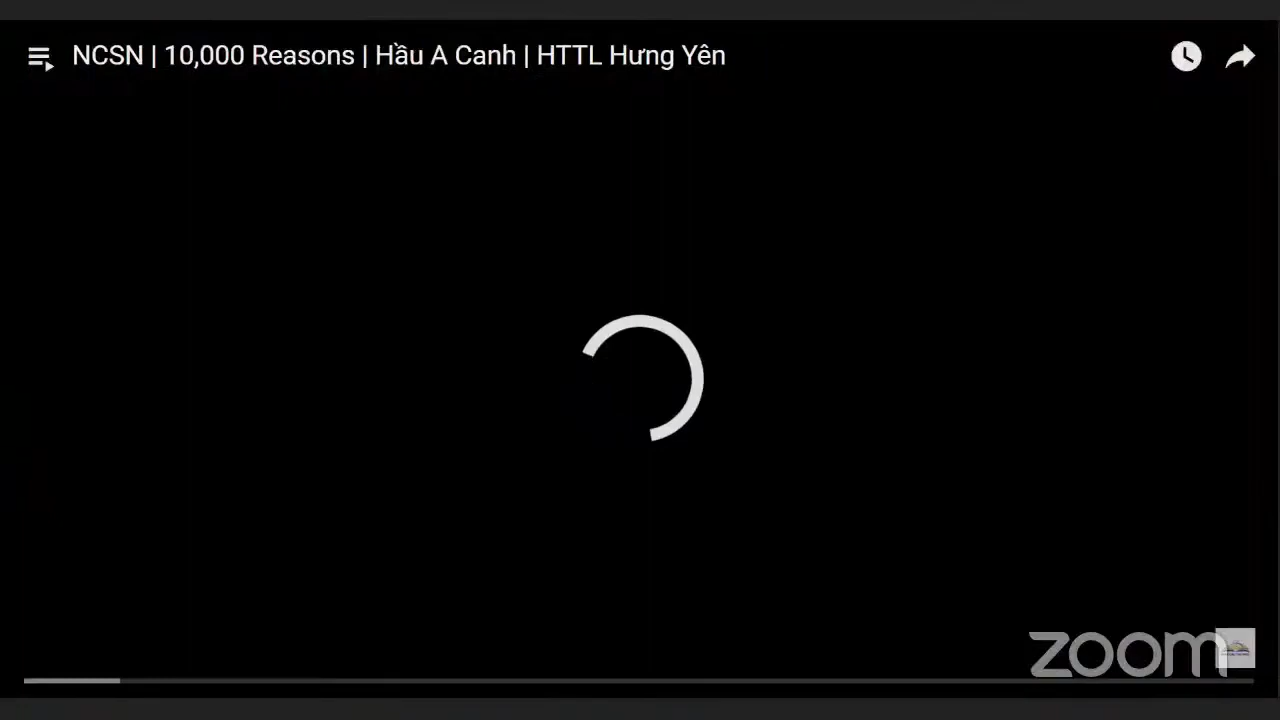 NCSN | 10,000 Reasons | Hầu A Canh | HTTL Hưng Yên
zoom